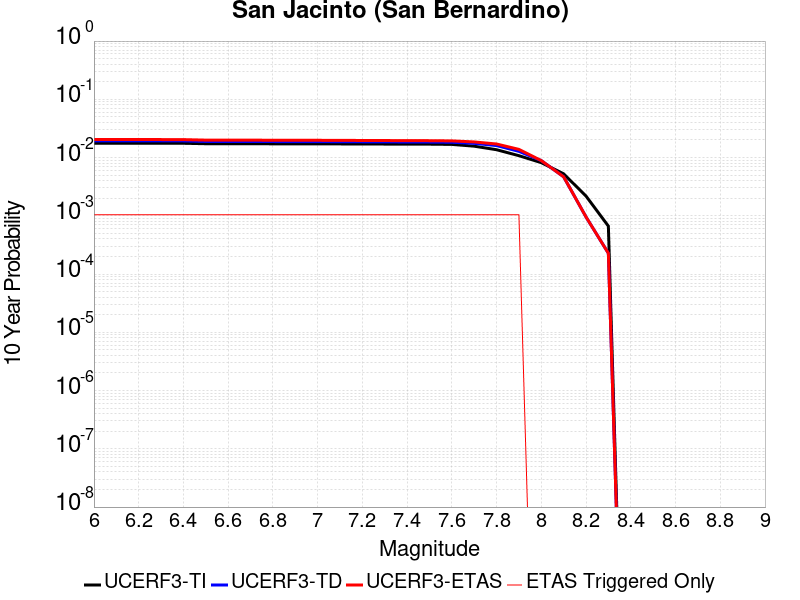 San Jacinto (San Bernardino)
10 Year Probability
10^0
10^-1
10^-2
10^-3
10^-4
10^-5
10^-6
10^-7
10^-8
6 6.2 6.4 6.6 6.8 7 7.2 7.4 7.6 7.8 8 8.2 8.4 8.6 8.8 9
Magnitude
UCERF3-TI UCERF3-TD UCERF3-ETAS ETAS Triggered Only